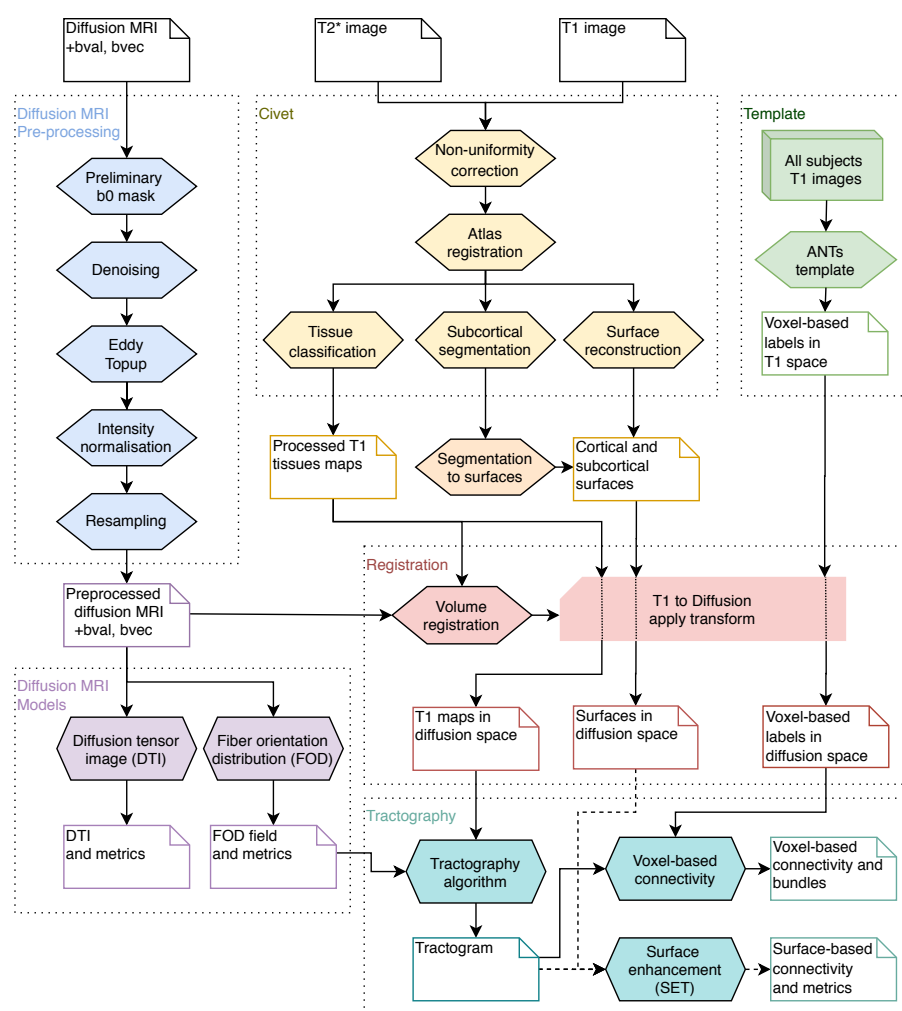 Diffusion MRI
+bval, bvec
T2* image
T1 image
Diffusion MRI
Pre-processing
Civet
Template
Preliminary
b0 mask
Non-uniformity
correction
All subjects
T1 images
Denoising
Atlas
registration
ANTs
template
Eddy
Topup
Tissue
classification
Subcortical
segmentation
Surface
reconstruction
Voxel-based
labels in
T1 space
Intensity
normalisation
Processed T1
tissues maps
Segmentation
to surfaces
Cortical and
subcortical
surfaces
Resampling
Registration
Preprocessed
diffusion MRI
+bval, bvec
Volume
registration
T1 to Diffusion
apply transform
Diffusion MRI
Models
Diffusion tensor
image (DTI)
Fiber orientation
distribution (FOD)
T1 maps in
diffusion space
Surfaces in
diffusion space
Voxel-based
labels in
diffusion space
Tractography
DTI
and metrics
FOD field
and metrics
Tractography
algorithm
Voxel-based
connectivity
Voxel-based
connectivity and
bundles
Tractogram
Surface
enhancement
(SET)
Surface-based
connectivity
and metrics